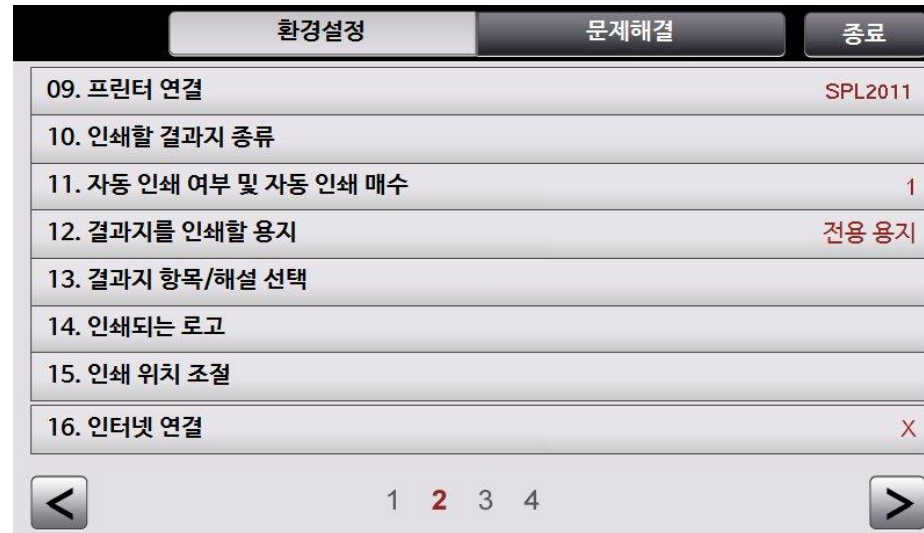 환경설정 문제해결 종료
09. 프린터 연결 SPL2011
10. 인쇄할 결과지 종류
11. 자동 인쇄 여부 및 자동 인쇄 매수 1
12. 결과지를 인쇄할 용지 전용 용지
13. 결과지 항목/해설 선택
14. 인쇄되는 로고
15. 인쇄 위치 조절
16. 인터넷 연결 X
< 1 2 3 4 >